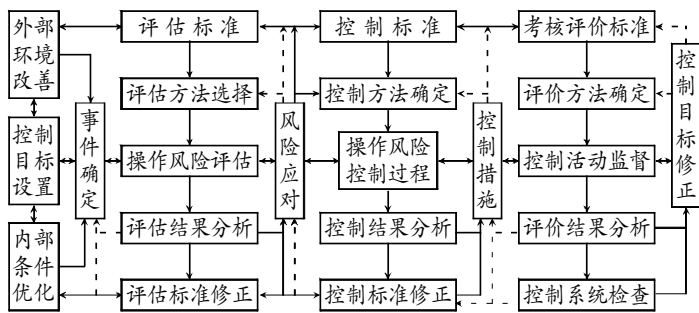 外部
环境
改善
控制
目标
设置
内部
条件
优化
事件确定
评估标准
评估方法选择
操作风险评估
评估结果分析
评估标准修正
风险应对
控制标准
控制方法确定
操作风险
控制过程
控制结果分析
控制标准修正
控制措施
考核评价标准
评价方法确定
控制活动监督
评价结果分析
控制系统检查
控制目标修正